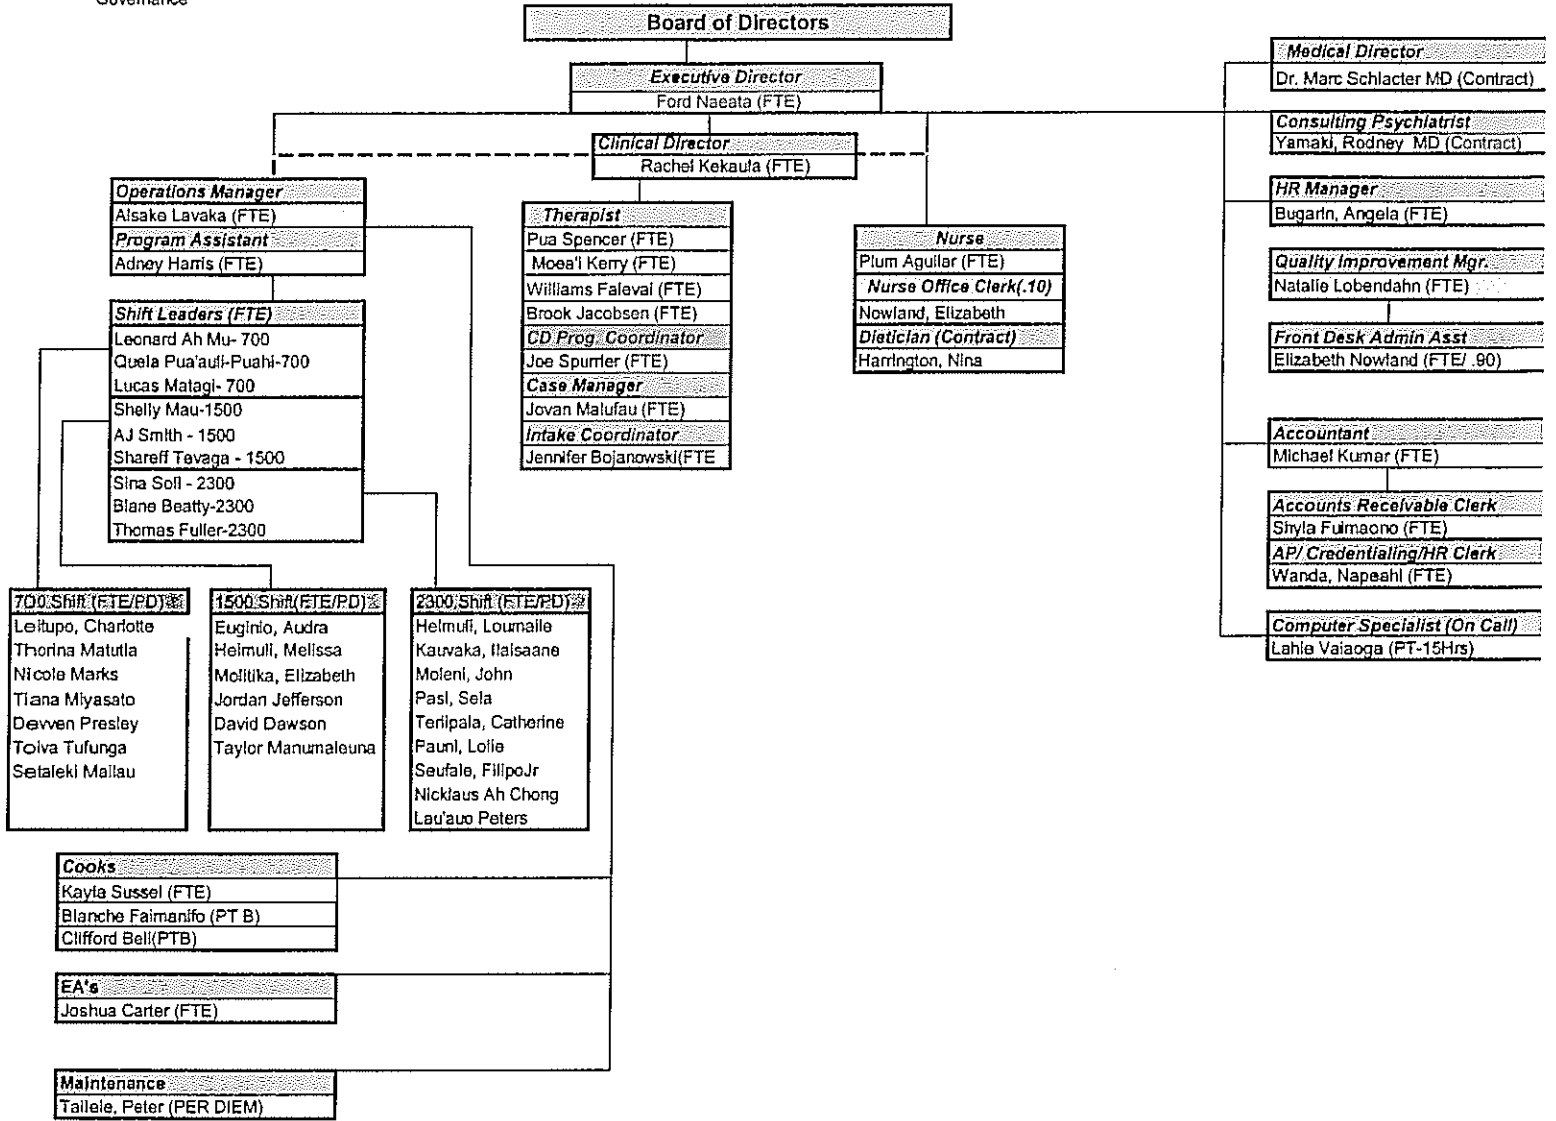 Governance
Board of Directors
Executive Director
Ford Naeata (FTE)
Clinical Director
Rachel Kekaula (FTE)
Operations Manager
Aisake Lavaka (FTE)
Program Assistant
Adney Harris (FTE)
Shift Leaders (FTE)
Leonard Ah Mu- 700
Quela Pua'auli-Puahi-700
Lucas Matagi- 700
Shelly Mau-1500
AJ Smith - 1500
Shareff Tevaga - 1500
Sina Soli - 2300
Blane Beatty-2300
Thomas Fuller-2300
Therapist
Pua Spencer (FTE)
Moea'i Kerry (FTE)
Williams Falevai (FTE)
Brook Jacobsen (FTE)
CD Prog. Coordinator
Joe Spurrier (FTE)
Case Manager
Jovan Malufau (FTE)
Intake Coordinator
Jennifer Bojanowski(FTE
Nurse
Plum Aguilar (FTE)
Nurse Office Clerk(.10)
Nowland, Elizabeth
Dietician (Contract)
Harrington, Nina
Medical Director
Dr. Marc Schlacter MD (Contract)
Consulting Psychiatrist
Yamaki, Rodney MD (Contract)
HR Manager
Bugarin, Angela (FTE)
Quality Improvement Mgr.
Natalie Lobendahn (FTE)
Front Desk Admin Asst
Elizabeth Nowland (FTE/ .90)
Accountant
Michael Kumar (FTE)
Accounts Receivable Clerk
Shyla Fuimaono (FTE)
AP/ Credentialing/HR Clerk
Wanda, Napeahi (FTE)
Computer Specialist (On Call)
Lahle Vaiaoga (PT-15Hrs)
700 Shift (FTE/PD)
Leitupo, Charlotte
Thorina Matutia
Nicole Marks
Tiana Miyasato
Devven Presley
Toiva Tufunga
Setaleki Mailau
1500 Shift(FTE/PD)
Euginio, Audra
Heimuli, Melissa
Molitika, Elizabeth
Jordan Jefferson
David Dawson
Taylor Manumaleuna
2300 Shift (FTE/PD)
Heimuli, Loumaile
Kauvaka, Ilaisaane
Moleni, John
Pasi, Sela
Teriipaia, Catherine
Pauni, Lolie
Seufale, FilipoJr
Nicklaus Ah Chong
Lau'auo Peters
Cooks
Kayla Sussel (FTE)
Blanche Faimanifo (PT B)
Clifford Bell(PTB)
EA's
Joshua Carter (FTE)
Maintenance
Tailele, Peter (PER DIEM)